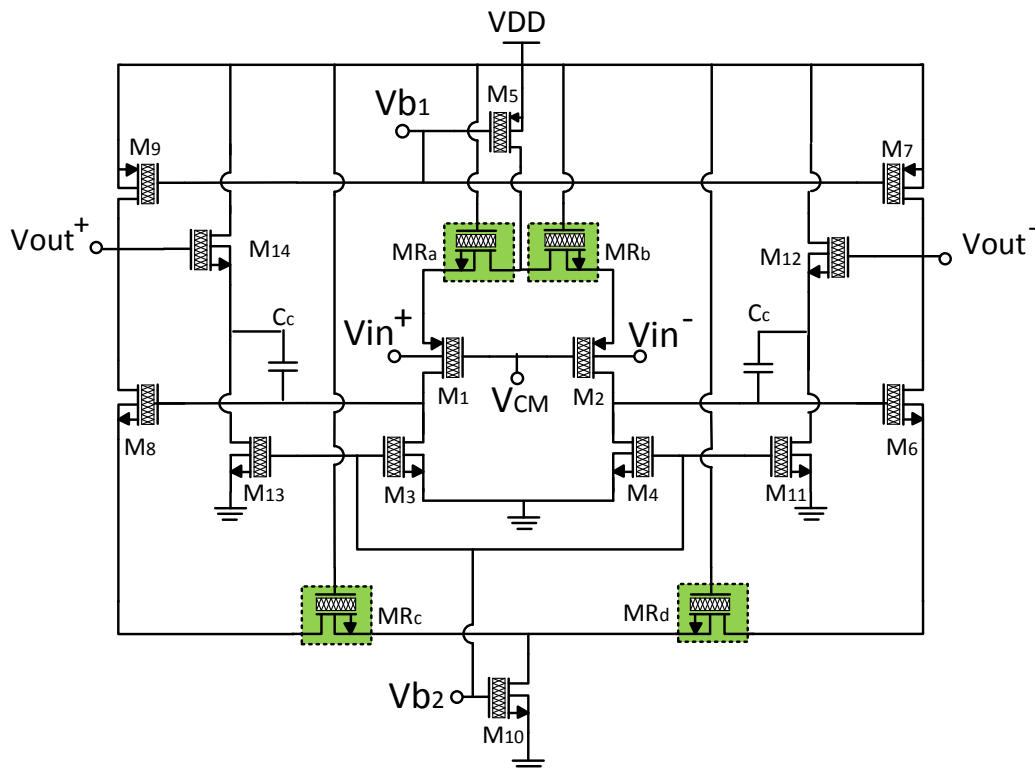 VDD
Vb1
M5
M9
M7
Vout+
M14
MRa
MRb
M12
Vout-
Cc
Vin+
Vin-
Cc
M1
VCM
M2
M8
M6
M13
M3
M4
M11
MRc
MRd
Vb2
M10